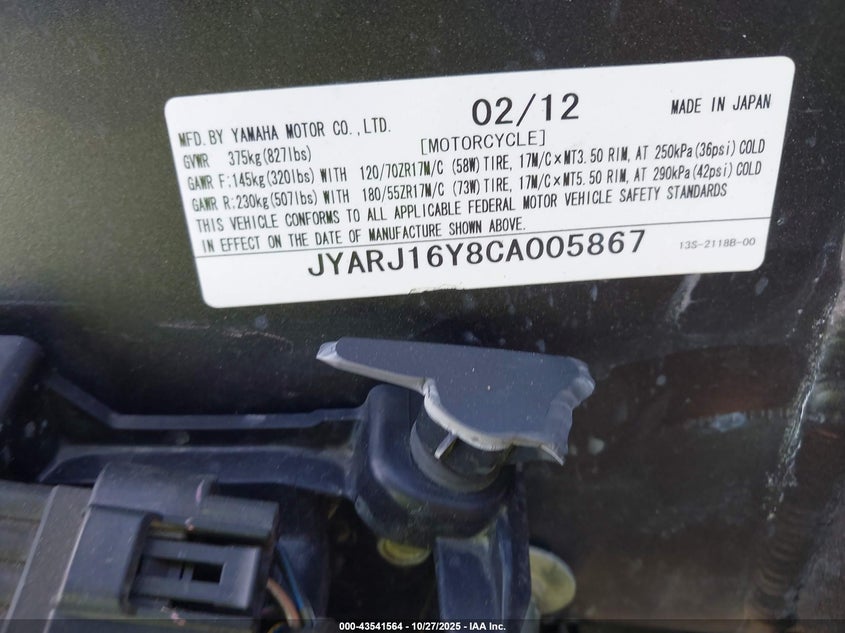 02/12
MADE IN JAPAN
MFD. BY YAMAHA MOTOR CO., LTD.
[MOTORCYCLE]
GVWR 375kg(827lbs)
GAWR F:145kg(320lbs) WITH 120/70ZR17M/C (58W) TIRE, 17M/C×MT3.50 RIM, AT 250kPa(36psi) COLD
GAWR R:230kg(507lbs) WITH 180/55ZR17M/C (73W) TIRE, 17M/C×MT5.50 RIM, AT 290kPa(42psi) COLD
THIS VEHICLE CONFORMS TO ALL APPLICABLE FEDERAL MOTOR VEHICLE SAFETY STANDARDS
IN EFFECT ON THE DATE OF MANUFACTURE SHOWN ABOVE.
JYARJ16Y8CA005867
13S-2118B-00
000-43541564 | 10/27/2025 - IAA Inc.